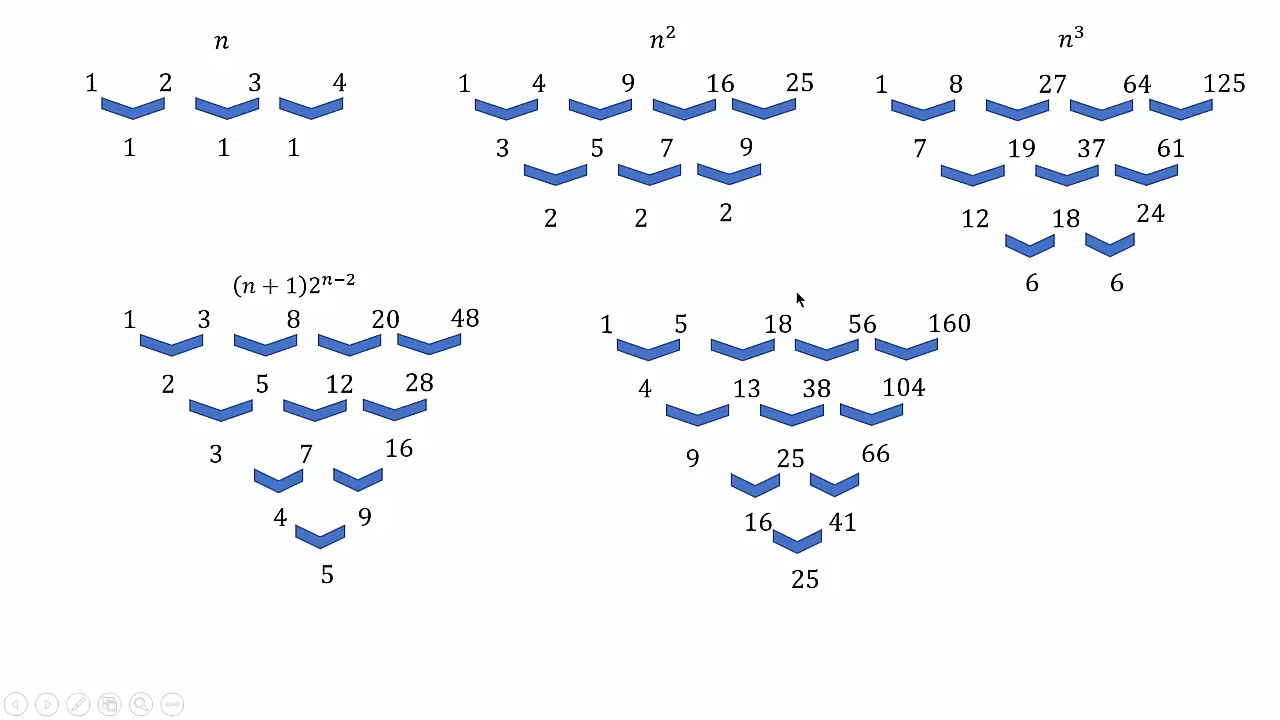 n
1 2 3 4
1 1 1
n²
1 4 9 16 25
3 5 7 9
2 2 2
n³
1 8 27 64 125
7 19 37 61
12 18 24
6 6
(n + 1)2ⁿ⁻²
1 3 8 20 48
2 5 12 28
3 7 16
4 9
5
1 5 18 56 160
4 13 38 104
9 25 66
16 41
25